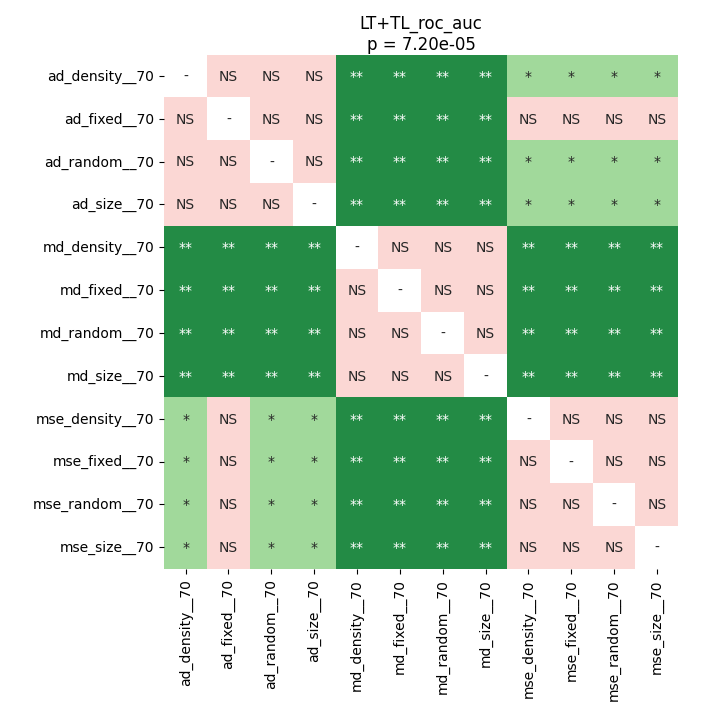 LT+TL_roc_auc
p = 7.20e-05
ad_density__70 - NS NS NS ** ** ** ** * * * *
ad_fixed__70 NS - NS NS ** ** ** ** NS NS NS NS
ad_random__70 NS NS - NS ** ** ** ** * * * *
ad_size__70 NS NS NS - ** ** ** ** * * * *
md_density__70 ** ** ** ** - NS NS NS ** ** ** **
md_fixed__70 ** ** ** ** NS - NS NS ** ** ** **
md_random__70 ** ** ** ** NS NS - NS ** ** ** **
md_size__70 ** ** ** ** NS NS NS - ** ** ** **
mse_density__70 * NS * * ** ** ** ** - NS NS NS
mse_fixed__70 * NS * * ** ** ** ** NS - NS NS
mse_random__70 * NS * * ** ** ** ** NS NS - NS
mse_size__70 * NS * * ** ** ** ** NS NS NS -
ad_density__70
ad_fixed__70
ad_random__70
ad_size__70
md_density__70
md_fixed__70
md_random__70
md_size__70
mse_density__70
mse_fixed__70
mse_random__70
mse_size__70